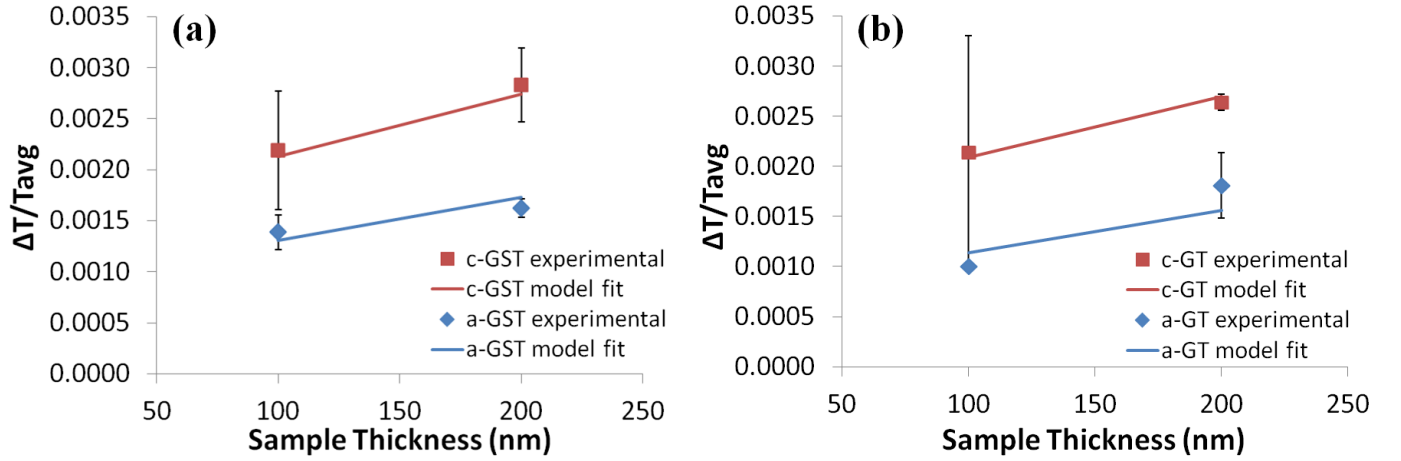 (a)
ΔT/Tavg
0.0035
0.0030
0.0025
0.0020
0.0015
0.0010
0.0005
0.0000
50
100
150
200
250
Sample Thickness (nm)
c-GST experimental
c-GST model fit
a-GST experimental
a-GST model fit
(b)
ΔT/Tavg
0.0035
0.0030
0.0025
0.0020
0.0015
0.0010
0.0005
0.0000
50
100
150
200
250
Sample Thickness (nm)
c-GT experimental
c-GT model fit
a-GT experimental
a-GT model fit